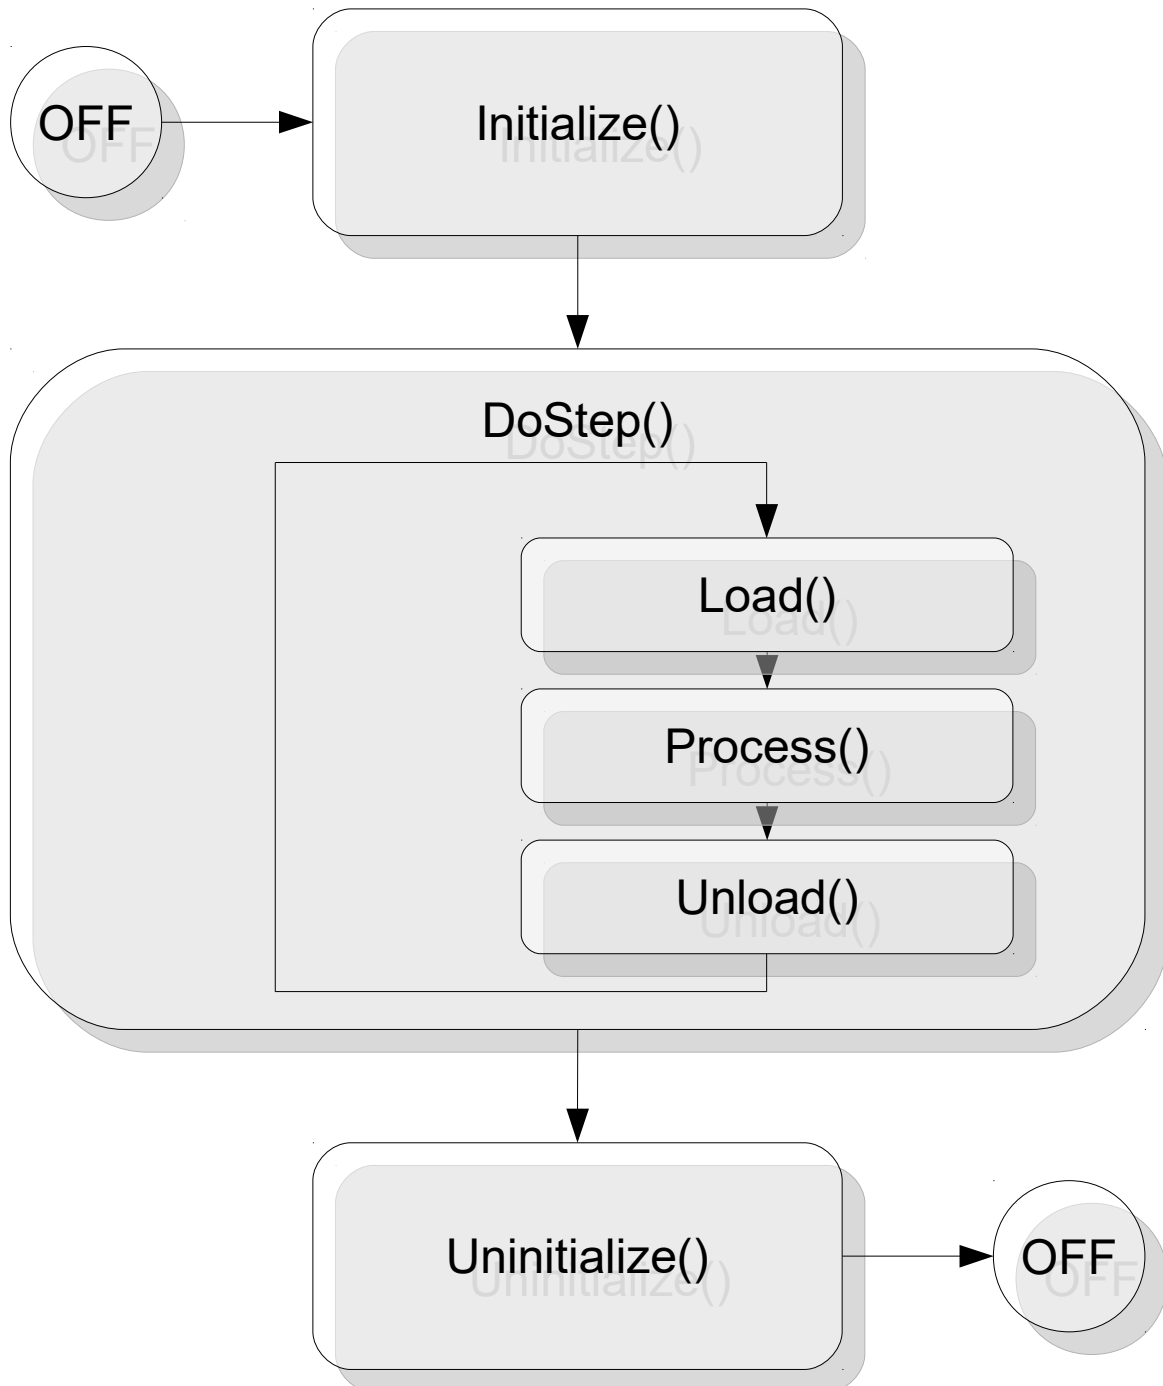 OFF
Initialize()
DoStep()
Load()
Process()
Unload()
Uninitialize()
OFF